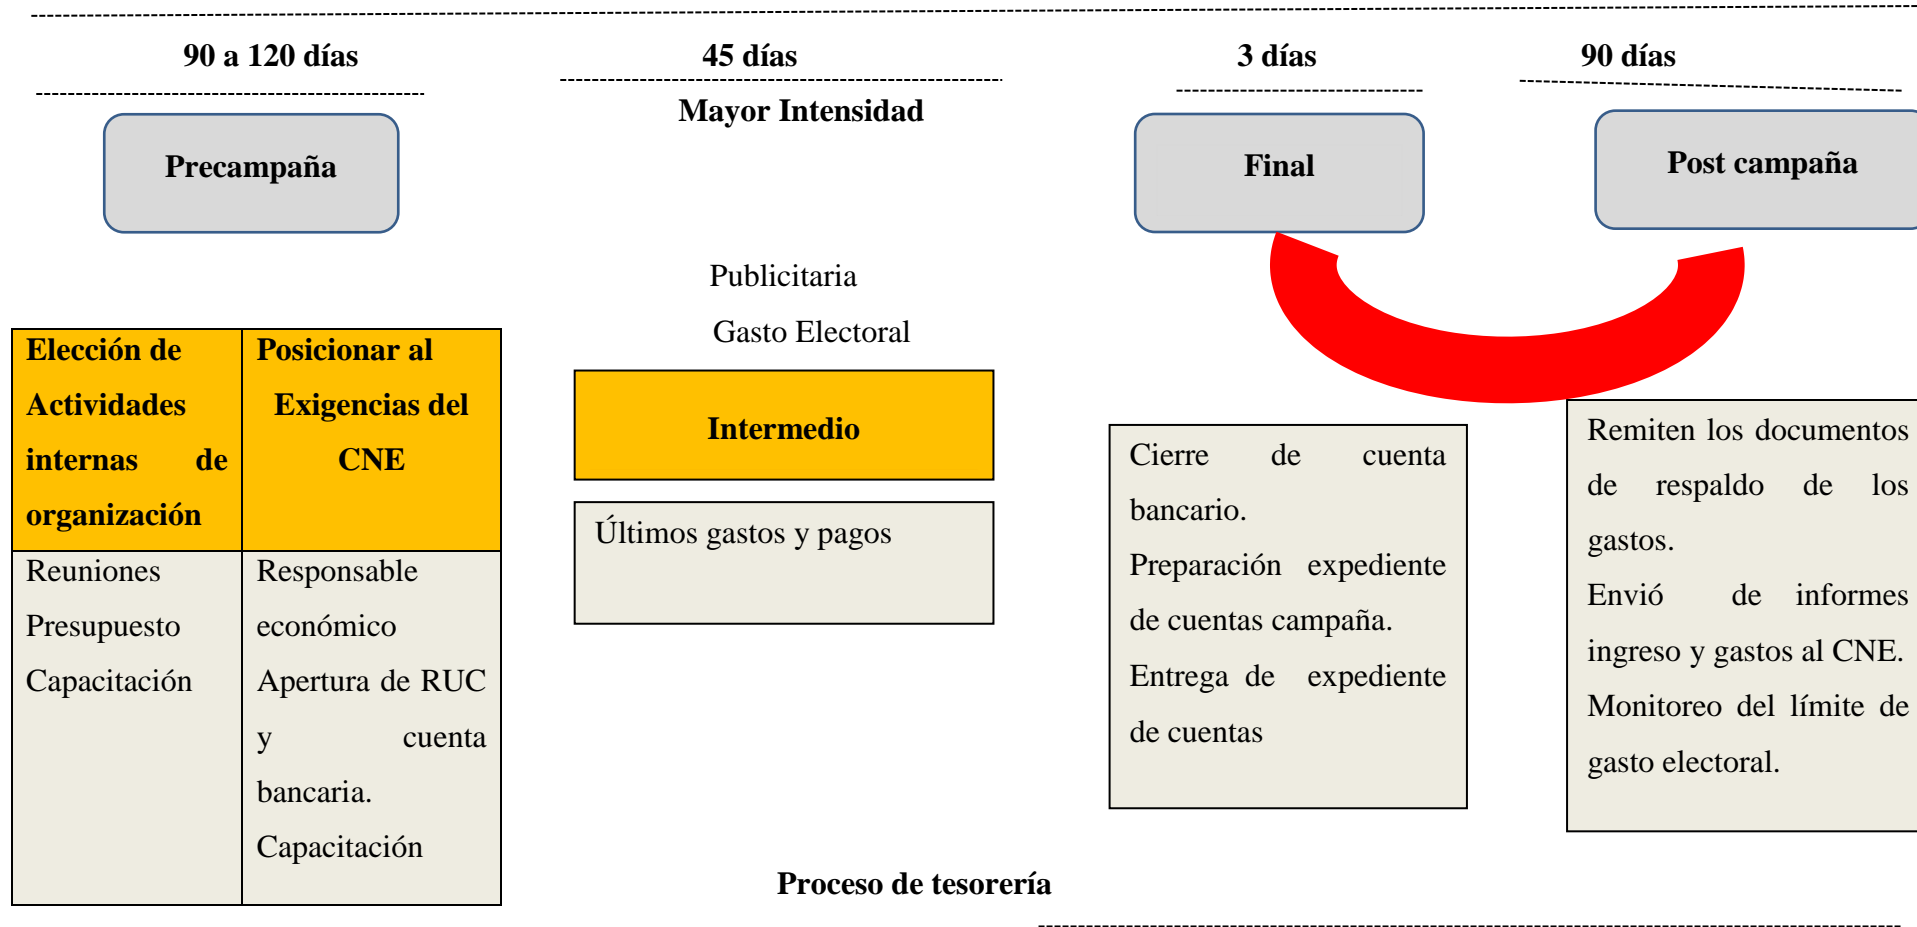 90 a 120 días
45 días
3 días
90 días
Mayor Intensidad
Precampaña
Final
Post campaña
Publicitaria
Gasto Electoral
Elección de
Actividades
internas de
organización
Posicionar al
Exigencias del
CNE
Reuniones
Presupuesto
Capacitación
Responsable
económico
Apertura de RUC
y cuenta
bancaria.
Capacitación
Intermedio
Últimos gastos y pagos
Cierre de cuenta
bancario.
Preparación expediente
de cuentas campaña.
Entrega de expediente
de cuentas
Remiten los documentos
de respaldo de los
gastos.
Envió de informes
ingreso y gastos al CNE.
Monitoreo del límite de
gasto electoral.
Proceso de tesorería